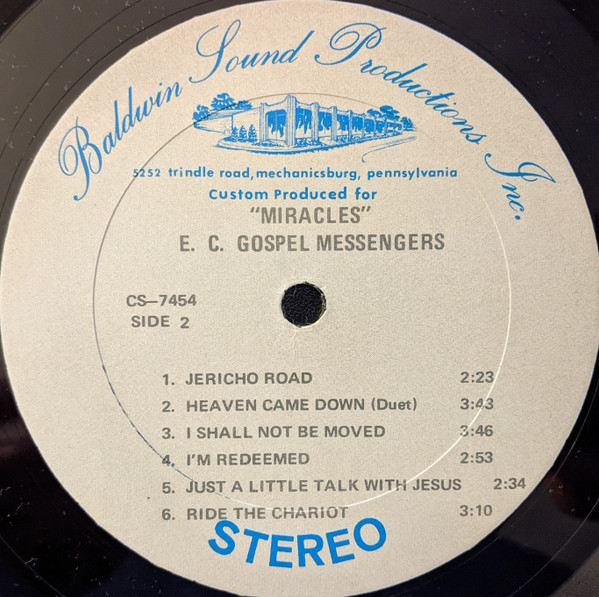 Baldwin Sound Productions Inc.
5252 trindle road, mechanicsburg, pennsylvania
Custom Produced for
"MIRACLES"
E. C. GOSPEL MESSENGERS
CS-7454
SIDE 2
1. JERICHO ROAD 2:23
2. HEAVEN CAME DOWN (Duet) 3:43
3. I SHALL NOT BE MOVED 3:46
4. I'M REDEEMED 2:53
5. JUST A LITTLE TALK WITH JESUS 2:34
6. RIDE THE CHARIOT 3:10
STEREO